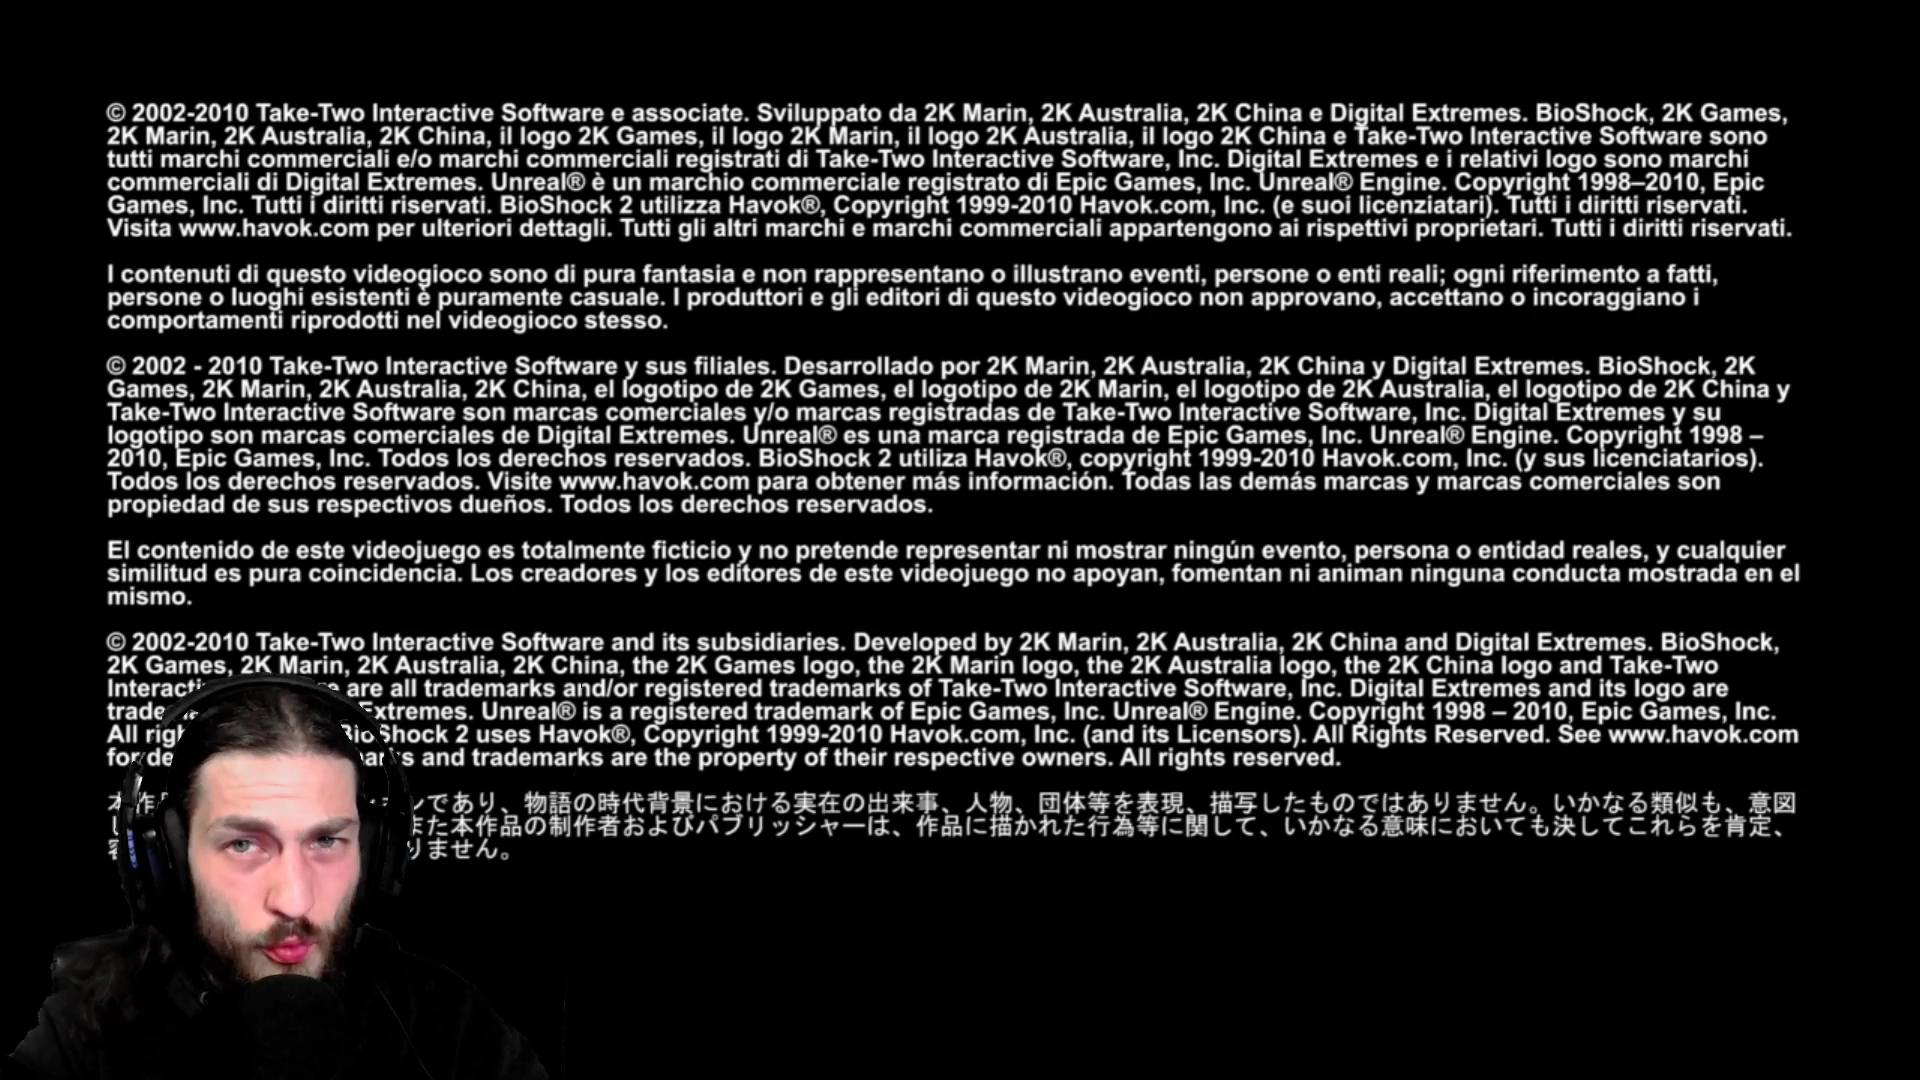 © 2002-2010 Take-Two Interactive Software e associate. Sviluppato da 2K Marin, 2K Australia, 2K China e Digital Extremes. BioShock, 2K Games,
2K Marin, 2K Australia, 2K China, il logo 2K Games, il logo 2K Marin, il logo 2K Australia, il logo 2K China e Take-Two Interactive Software sono
tutti marchi commerciali e/o marchi commerciali registrati di Take-Two Interactive Software, Inc. Digital Extremes e i relativi logo sono marchi
commerciali di Digital Extremes. Unreal® è un marchio commerciale registrato di Epic Games, Inc. Unreal® Engine. Copyright 1998–2010, Epic
Games, Inc. Tutti i diritti riservati. BioShock 2 utilizza Havok®, Copyright 1999-2010 Havok.com, Inc. (e suoi licenziatari). Tutti i diritti riservati.
Visita www.havok.com per ulteriori dettagli. Tutti gli altri marchi e marchi commerciali appartengono ai rispettivi proprietari. Tutti i diritti riservati.
I contenuti di questo videogioco sono di pura fantasia e non rappresentano o illustrano eventi, persone o enti reali; ogni riferimento a fatti,
persone o luoghi esistenti è puramente casuale. I produttori e gli editori di questo videogioco non approvano, accettano o incoraggiano i
comportamenti riprodotti nel videogioco stesso.
© 2002 - 2010 Take-Two Interactive Software y sus filiales. Desarrollado por 2K Marin, 2K Australia, 2K China y Digital Extremes. BioShock, 2K
Games, 2K Marin, 2K Australia, 2K China, el logotipo de 2K Games, el logotipo de 2K Marin, el logotipo de 2K Australia, el logotipo de 2K China y
Take-Two Interactive Software son marcas comerciales y/o marcas registradas de Take-Two Interactive Software, Inc. Digital Extremes y su
logotipo son marcas comerciales de Digital Extremes. Unreal® es una marca registrada de Epic Games, Inc. Unreal® Engine. Copyright 1998 –
2010, Epic Games, Inc. Todos los derechos reservados. BioShock 2 utiliza Havok®, copyright 1999-2010 Havok.com, Inc. (y sus licenciatarios).
Todos los derechos reservados. Visite www.havok.com para obtener más información. Todas las demás marcas y marcas comerciales son
propiedad de sus respectivos dueños. Todos los derechos reservados.
El contenido de este videojuego es totalmente ficticio y no pretende representar ni mostrar ningún evento, persona o entidad reales, y cualquier
similitud es pura coincidencia. Los creadores y los editores de este videojuego no apoyan, fomentan ni animan ninguna conducta mostrada en el
mismo.
© 2002-2010 Take-Two Interactive Software and its subsidiaries. Developed by 2K Marin, 2K Australia, 2K China and Digital Extremes. BioShock,
2K Games, 2K Marin, 2K Australia, 2K China, the 2K Games logo, the 2K Marin logo, the 2K Australia logo, the 2K China logo and Take-Two
are all trademarks and/or registered trademarks of Take-Two Interactive Software, Inc. Digital Extremes and its logo are
Extremes. Unreal® is a registered trademark of Epic Games, Inc. Unreal® Engine. Copyright 1998 – 2010, Epic Games, Inc.
All BioShock 2 uses Havok®, Copyright 1999-2010 Havok.com, Inc. (and its Licensors). All Rights Reserved. See www.havok.com
for and trademarks are the property of their respective owners. All rights reserved.
ンであり、物語の時代背景における実在の出来事、人物、団体等を表現、描写したものではありません。いかなる類似も、意図
また本作品の制作者およびパブリッシャーは、作品に描かれた行為等に関して、いかなる意味においても決してこれらを肯定、
りません。